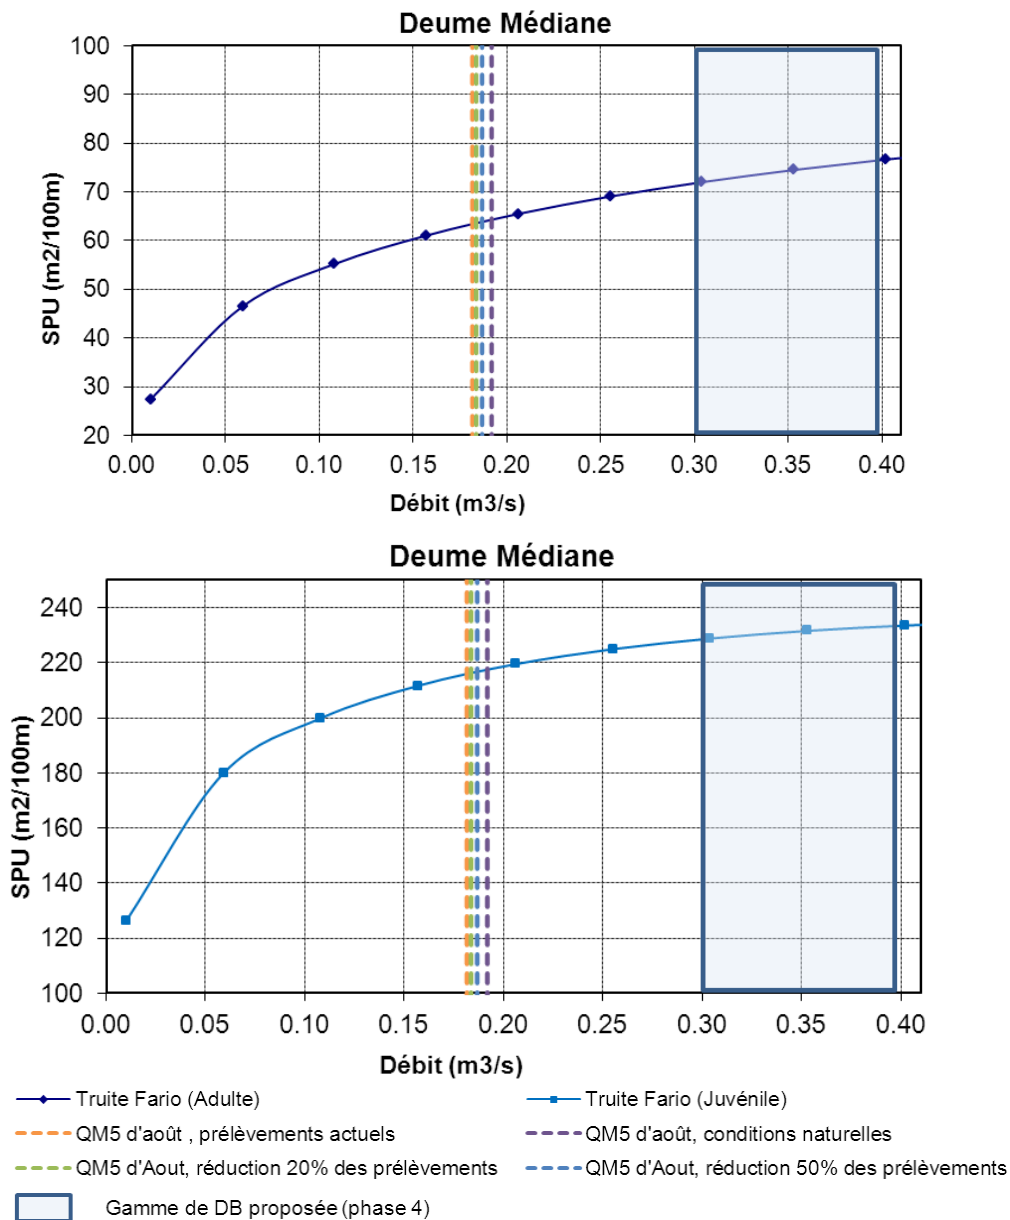 Deume Médiane
100
90
80
70
60
50
40
30
20
SPU (m2/100m)
0.00 0.05 0.10 0.15 0.20 0.25 0.30 0.35 0.40
Débit (m3/s)
Deume Médiane
240
220
200
180
160
140
120
100
SPU (m2/100m)
0.00 0.05 0.10 0.15 0.20 0.25 0.30 0.35 0.40
Débit (m3/s)
Truite Fario (Adulte) Truite Fario (Juvénile)
QM5 d'août , prélèvements actuels QM5 d'août, conditions naturelles
QM5 d'Aout, réduction 20% des prélèvements QM5 d'Aout, réduction 50% des prélèvements
Gamme de DB proposée (phase 4)